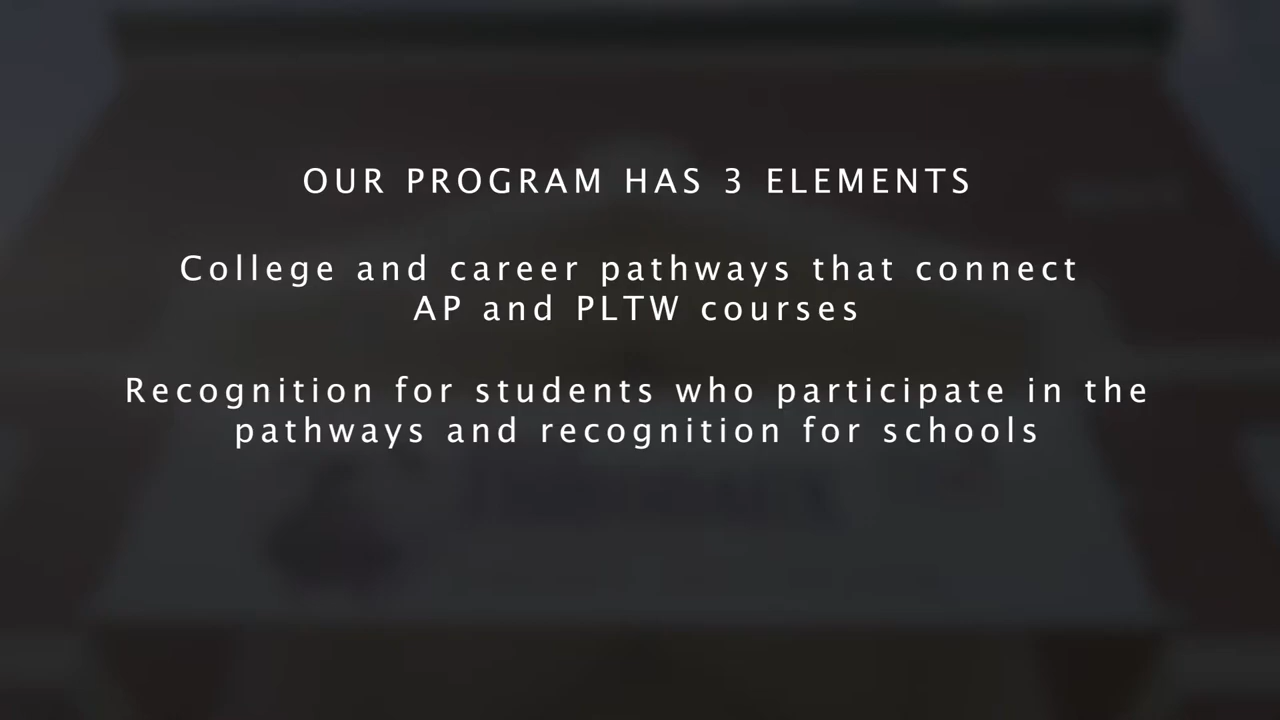 OUR PROGRAM HAS 3 ELEMENTS
College and career pathways that connect
AP and PLTW courses
Recognition for students who participate in the
pathways and recognition for schools